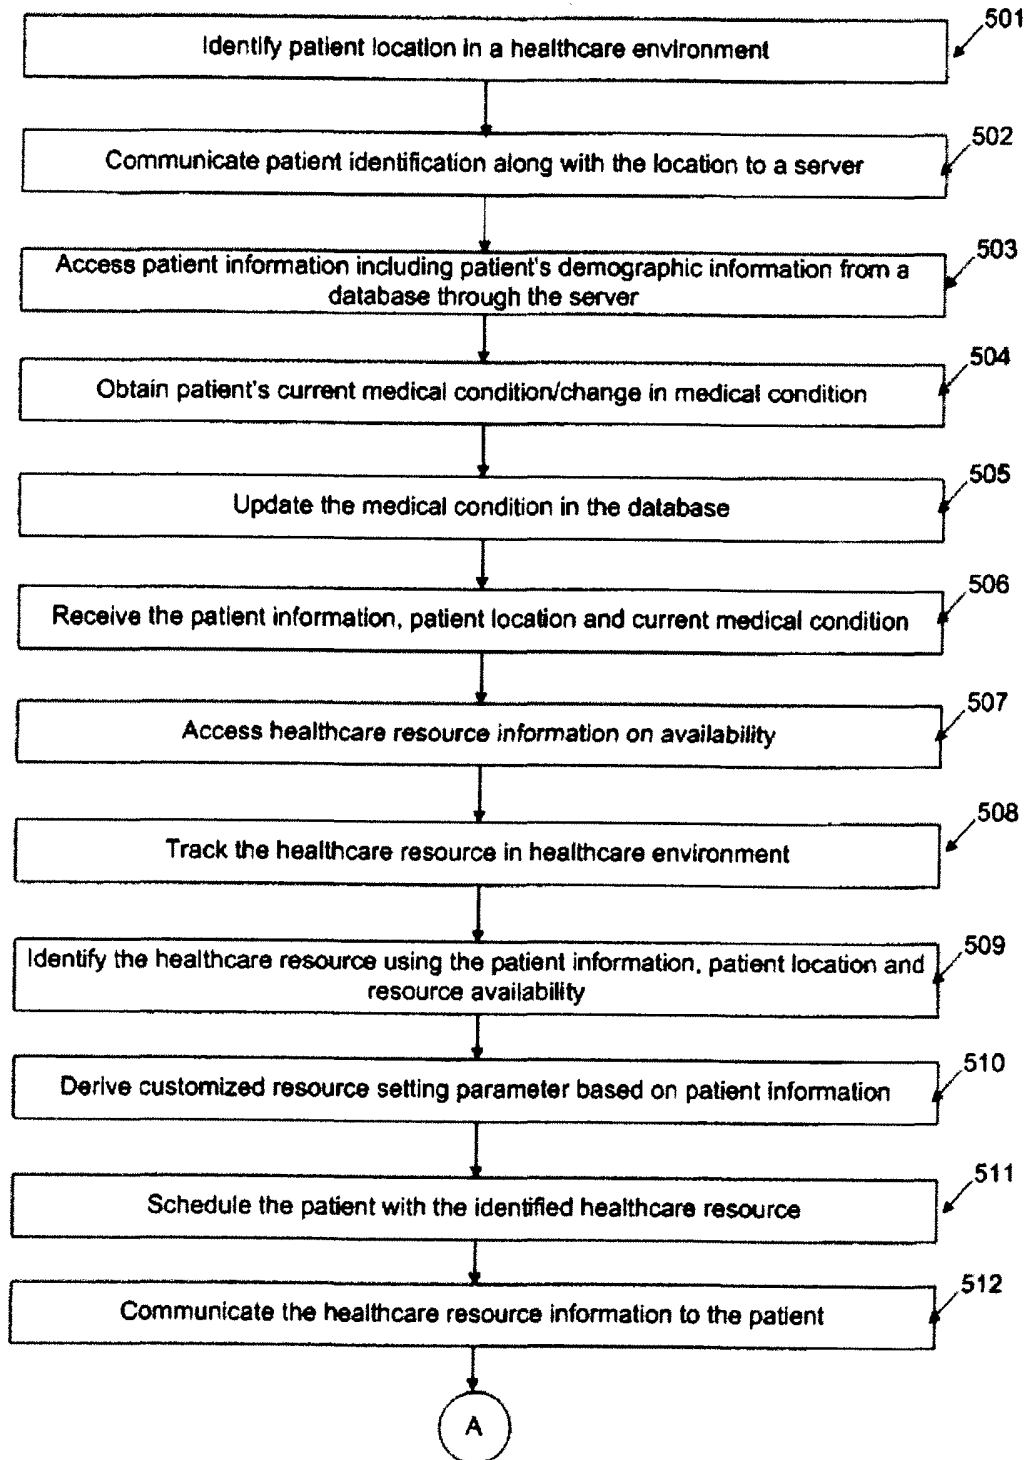 501
Identify patient location in a healthcare environment
502
Communicate patient identification along with the location to a server
503
Access patient information including patient's demographic information from a
database through the server
504
Obtain patient's current medical condition/change in medical condition
505
Update the medical condition in the database
506
Receive the patient information, patient location and current medical condition
507
Access healthcare resource information on availability
508
Track the healthcare resource in healthcare environment
509
Identify the healthcare resource using the patient information, patient location and
resource availability
510
Derive customized resource setting parameter based on patient information
511
Schedule the patient with the identified healthcare resource
512
Communicate the healthcare resource information to the patient
A